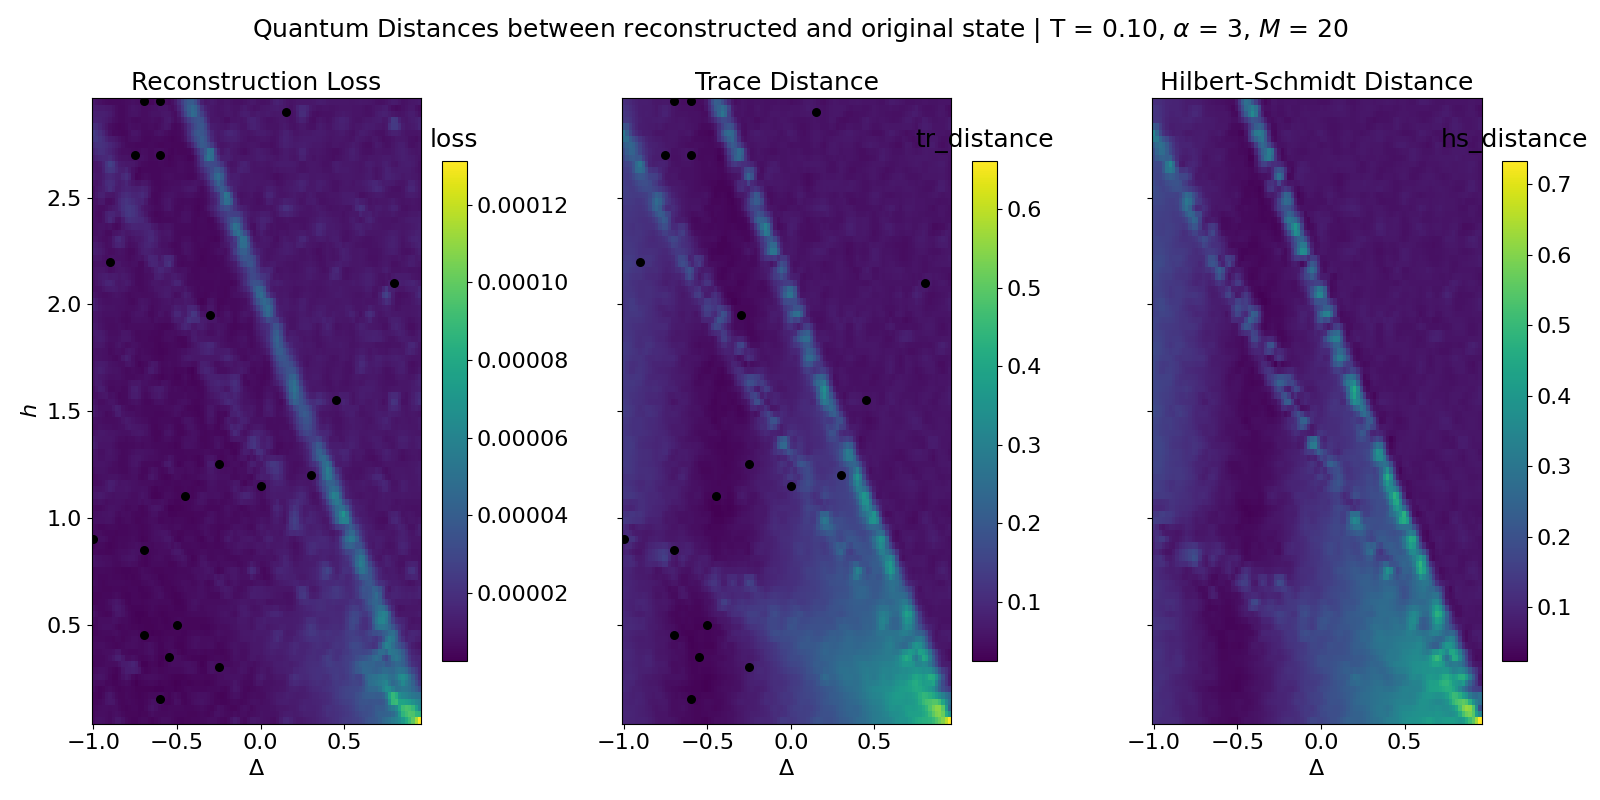 Quantum Distances between reconstructed and original state | T = 0.10, α = 3, M = 20
Reconstruction Loss
Trace Distance
Hilbert-Schmidt Distance
loss
tr_distance
hs_distance
h
2.5
2.0
1.5
1.0
0.5
−1.0 −0.5 0.0 0.5
Δ
0.00012
0.00010
0.00008
0.00006
0.00004
0.00002
−1.0 −0.5 0.0 0.5
Δ
0.6
0.5
0.4
0.3
0.2
0.1
−1.0 −0.5 0.0 0.5
Δ
0.7
0.6
0.5
0.4
0.3
0.2
0.1